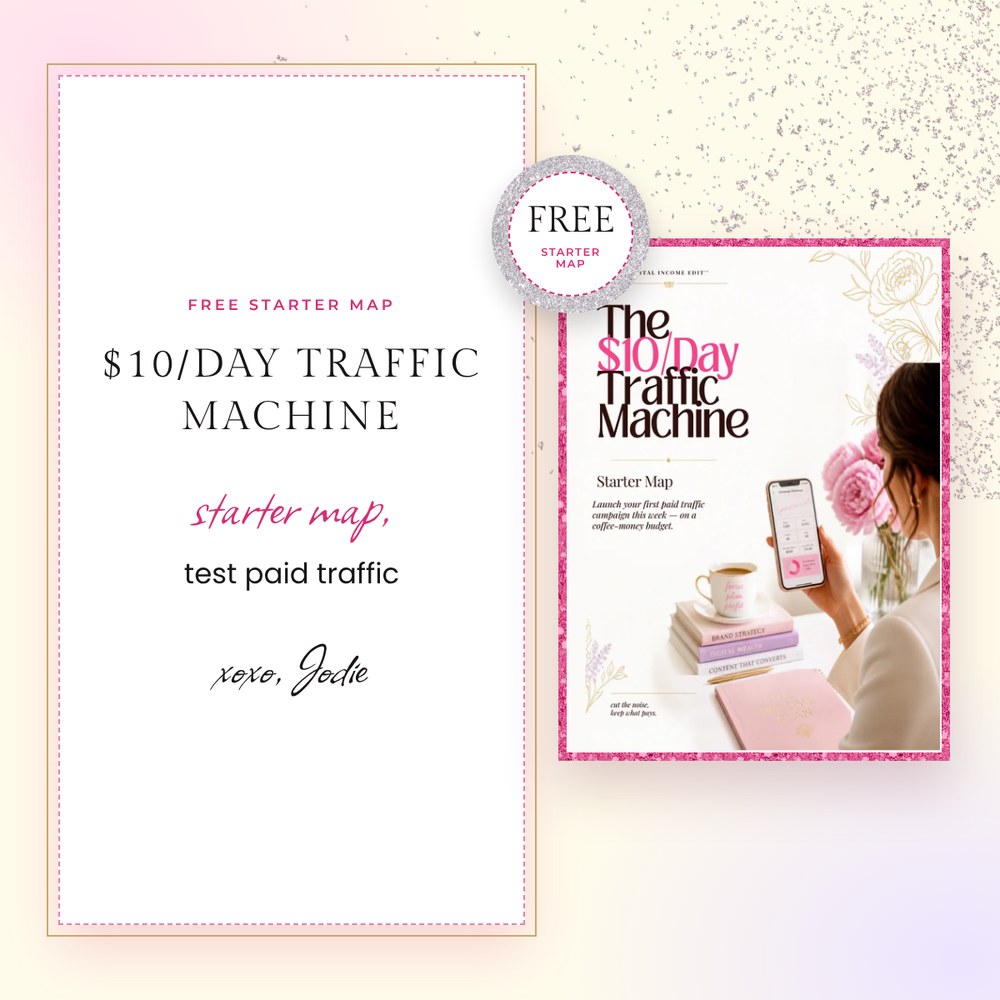 FREE STARTER MAP
$10/DAY TRAFFIC
MACHINE
starter map,
test paid traffic
xoxo, Jodie
FREE
STARTER
MAP
INCOME EDIT™
The
$10/Day
Traffic
Machine
Starter Map
Launch your first paid traffic
campaign this week — on a
coffee-money budget.
BRAND STRATEGY
DIGITAL WEALTH
CONTENT THAT CONVERTS
cut the noise,
keep what pays.